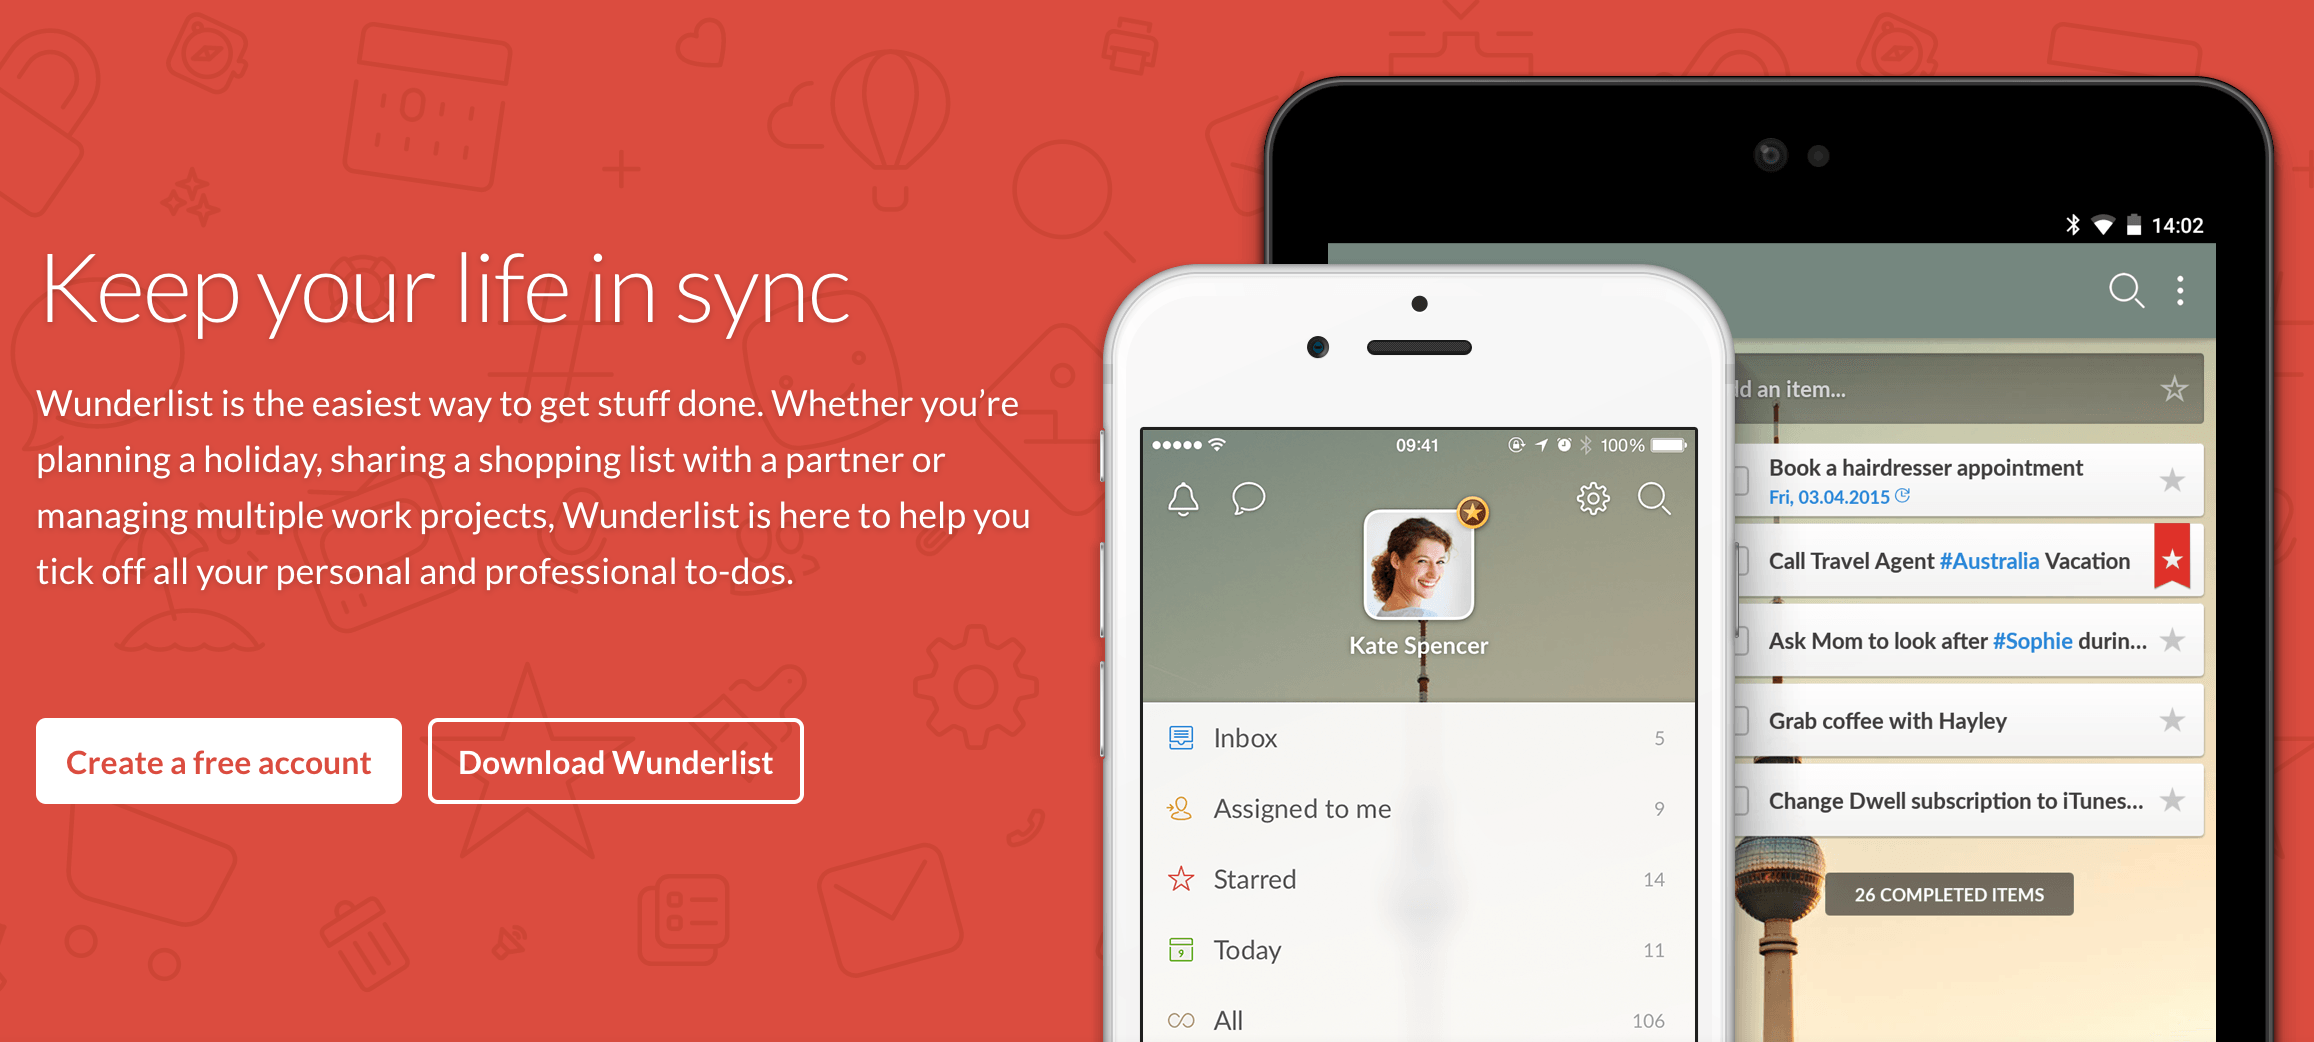 Keep your life in sync
Wunderlist is the easiest way to get stuff done. Whether you’re
planning a holiday, sharing a shopping list with a partner or
managing multiple work projects, Wunderlist is here to help you
tick off all your personal and professional to-dos.
Create a free account
Download Wunderlist
09:41
100%
Kate Spencer
Inbox 5
Assigned to me 9
Starred 14
9 Today 11
All 106
14:02
an item...
Book a hairdresser appointment
Fri, 03.04.2015
Call Travel Agent #Australia Vacation
Ask Mom to look after #Sophie durin...
Grab coffee with Hayley
Change Dwell subscription to iTunes...
26 COMPLETED ITEMS